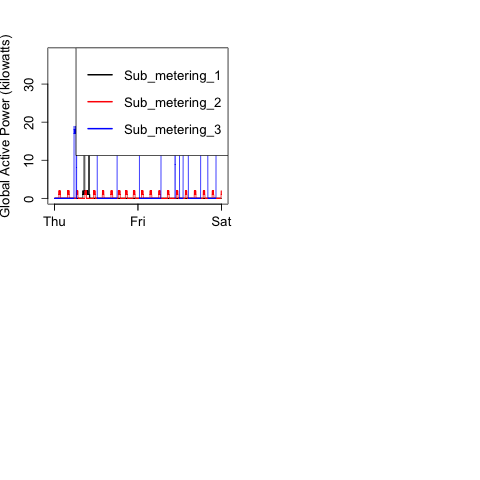 Global Active Power (kilowatts)
30
20
10
0
Sub_metering_1
Sub_metering_2
Sub_metering_3
Thu Fri Sat